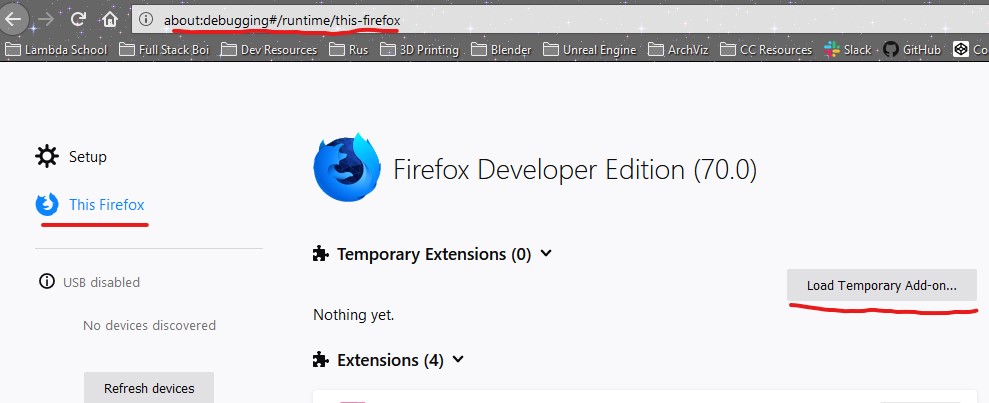 about:debugging#/runtime/this-firefox
Lambda School Full Stack Boi Dev Resources Rus 3D Printing Blender Unreal Engine ArchViz CC Resources Slack GitHub Co
Setup
This Firefox
USB disabled
No devices discovered
Refresh devices
Firefox Developer Edition (70.0)
Temporary Extensions (0)
Load Temporary Add-on...
Nothing yet.
Extensions (4)